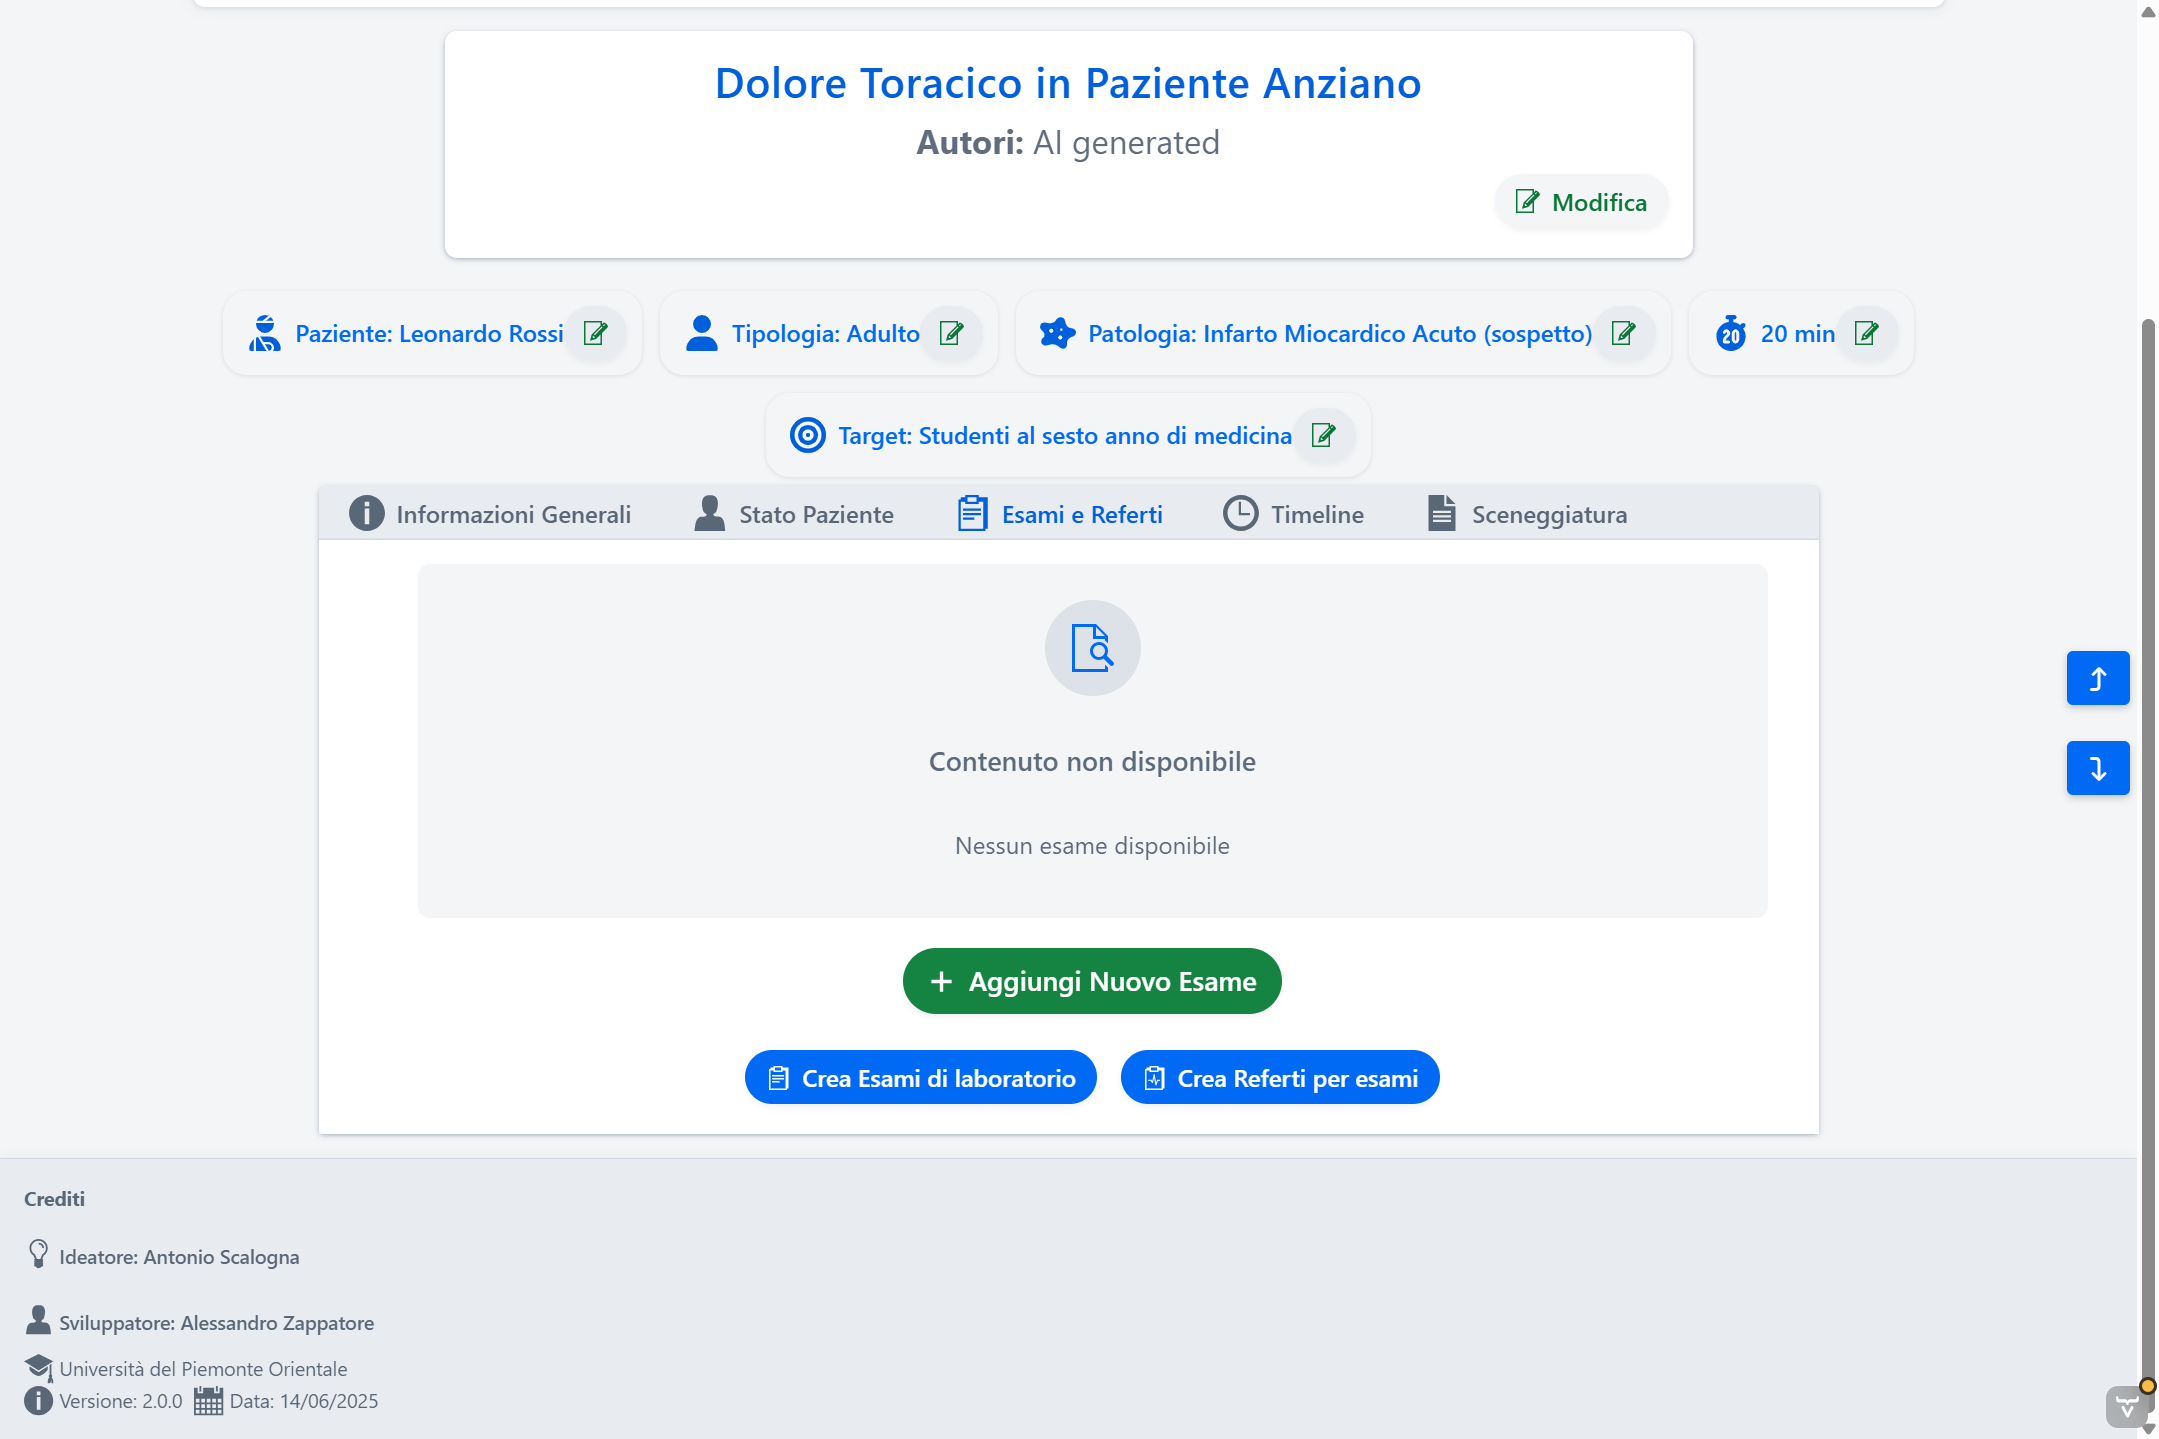 Dolore Toracico in Paziente Anziano
Autori: AI generated
Modifica
Paziente: Leonardo Rossi
Tipologia: Adulto
Patologia: Infarto Miocardico Acuto (sospetto)
20
20 min
Target: Studenti al sesto anno di medicina
Informazioni Generali
Stato Paziente
Esami e Referti
Timeline
Sceneggiatura
Contenuto non disponibile
Nessun esame disponibile
+ Aggiungi Nuovo Esame
Crea Esami di laboratorio
Crea Referti per esami
Crediti
Ideatore: Antonio Scalogna
Sviluppatore: Alessandro Zappatore
Università del Piemonte Orientale
Versione: 2.0.0 Data: 14/06/2025